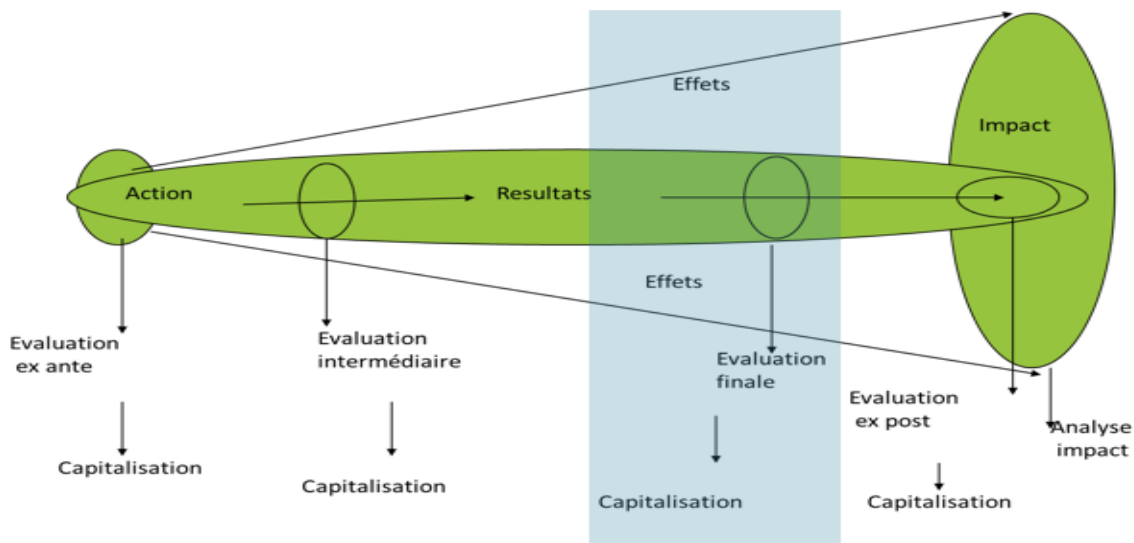 Effets
Impact
Action
Resultats
Effets
Evaluation
ex ante
Evaluation
intermédiaire
Evaluation
finale
Evaluation
ex post
Analyse
impact
Capitalisation
Capitalisation
Capitalisation
Capitalisation